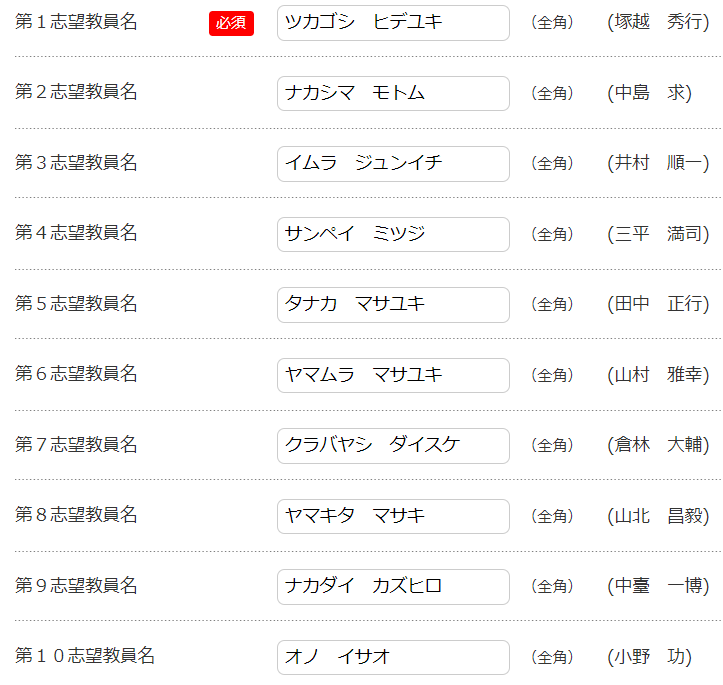 第１志望教員名 必須 ツカゴシ　ヒデユキ （全角） (塚越　秀行)
第２志望教員名 ナカシマ　モトム （全角） (中島　求)
第３志望教員名 イムラ　ジュンイチ （全角） (井村　順一)
第４志望教員名 サンペイ　ミツジ （全角） (三平　満司)
第５志望教員名 タナカ　マサユキ （全角） (田中　正行)
第６志望教員名 ヤマムラ　マサユキ （全角） (山村　雅幸)
第７志望教員名 クラバヤシ　ダイスケ （全角） (倉林　大輔)
第８志望教員名 ヤマキタ　マサキ （全角） (山北　昌毅)
第９志望教員名 ナカダイ　カズヒロ （全角） (中臺　一博)
第１０志望教員名 オノ　イサオ （全角） (小野　功)